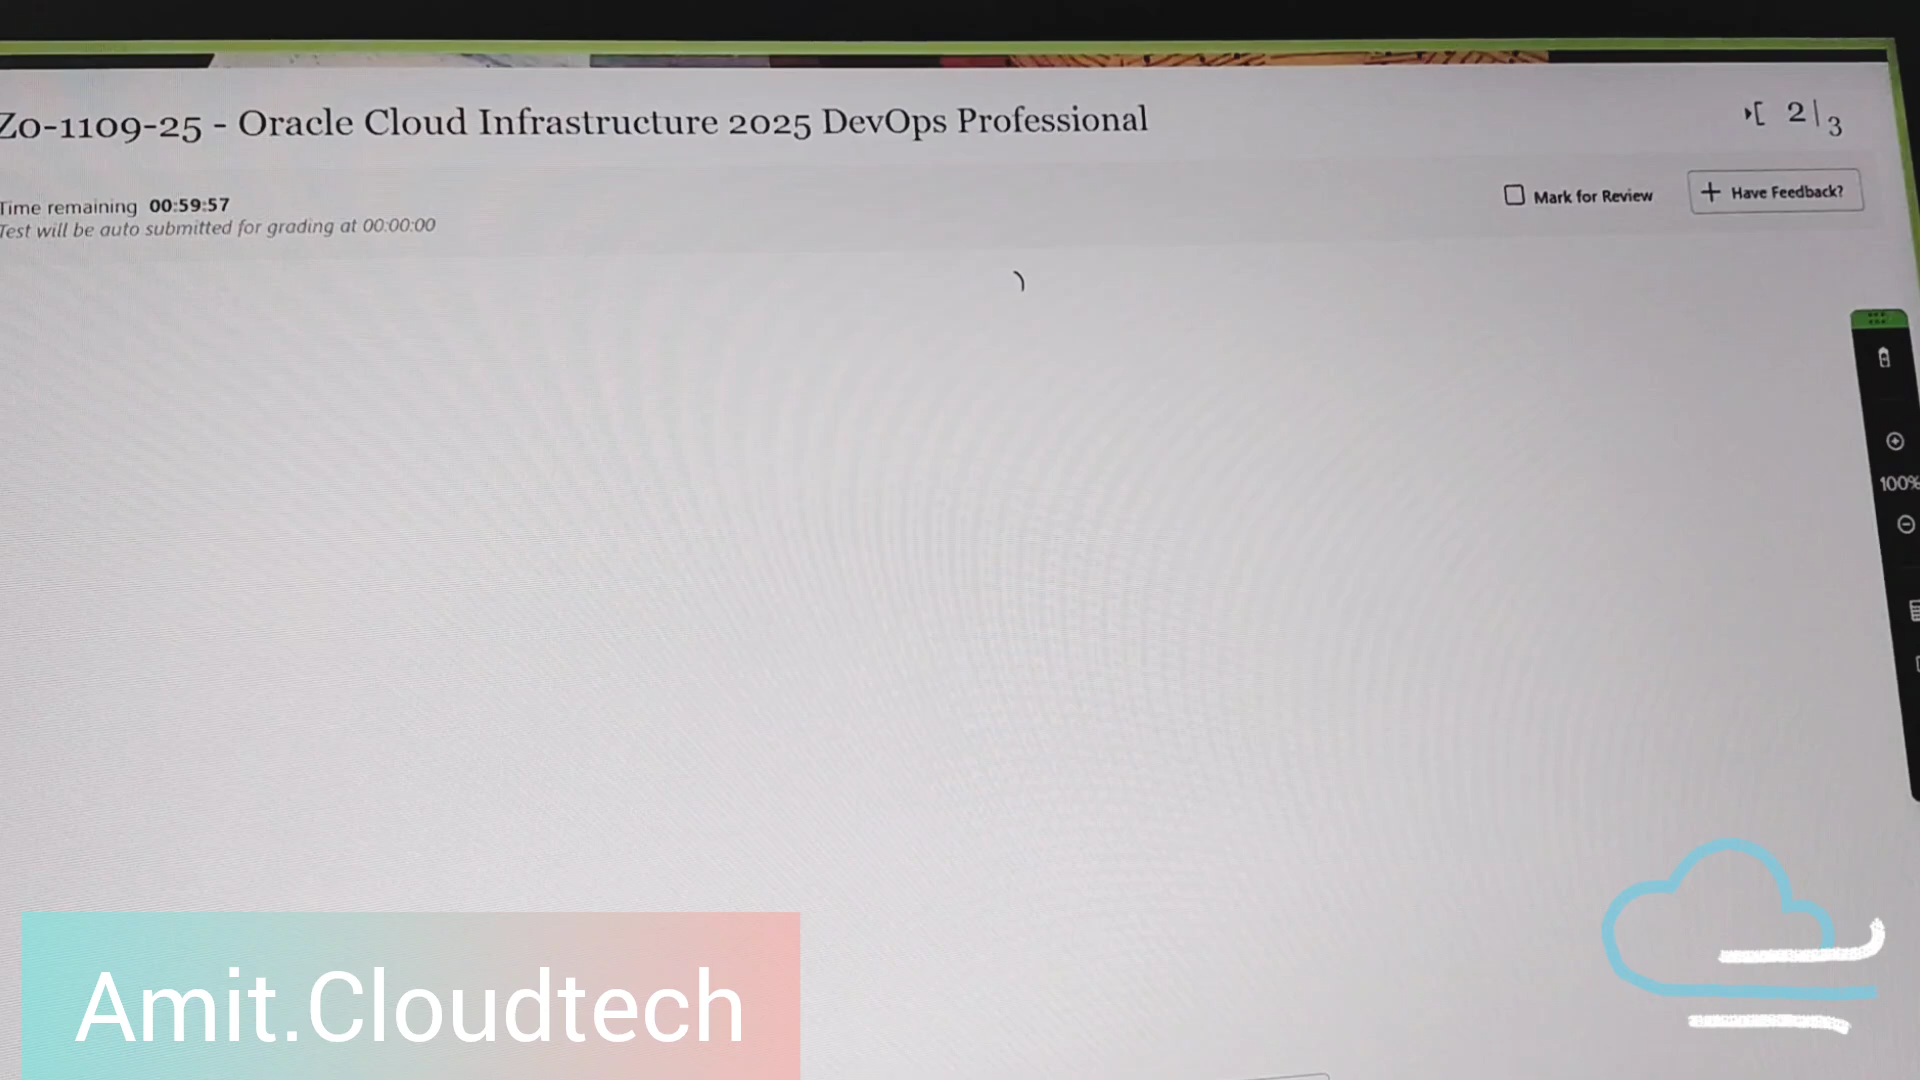 Z0-1109-25 - Oracle Cloud Infrastructure 2025 DevOps Professional
2|3
Time remaining 00:59:57
Test will be auto submitted for grading at 00:00:00
Mark for Review
+ Have Feedback?
100%
Amit.Cloudtech